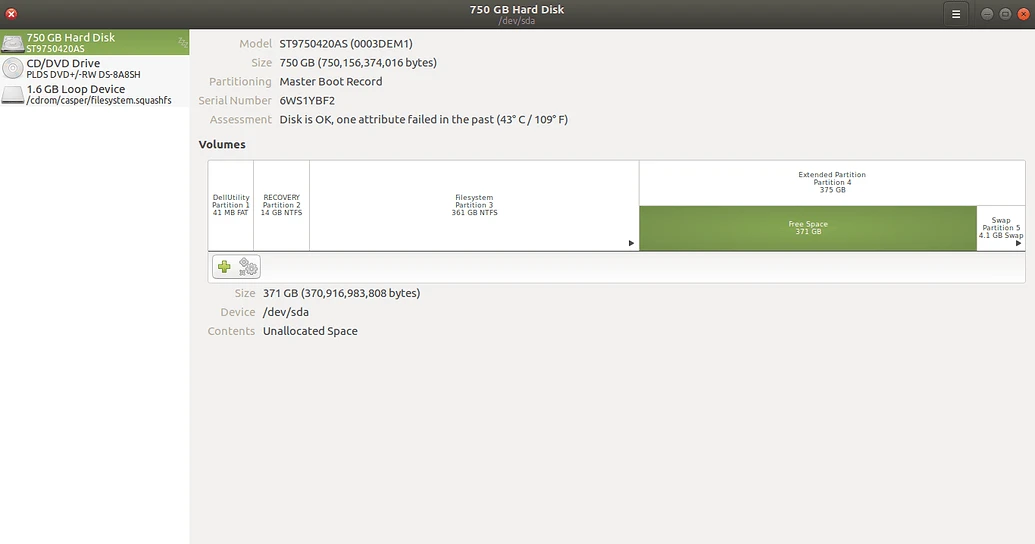 750 GB Hard Disk
/dev/sda
750 GB Hard Disk
ST9750420AS
CD/DVD Drive
PLDS DVD+/-RW DS-8A8SH
1.6 GB Loop Device
/cdrom/casper/filesystem.squashfs
Model ST9750420AS (0003DEM1)
Size 750 GB (750,156,374,016 bytes)
Partitioning Master Boot Record
Serial Number 6WS1YBF2
Assessment Disk is OK, one attribute failed in the past (43° C / 109° F)
Volumes
DellUtility
Partition 1
41 MB FAT
RECOVERY
Partition 2
14 GB NTFS
Filesystem
Partition 3
361 GB NTFS
Extended Partition
Partition 4
375 GB
Free Space
371 GB
Swap
Partition 5
4.1 GB Swap
Size 371 GB (370,916,983,808 bytes)
Device /dev/sda
Contents Unallocated Space